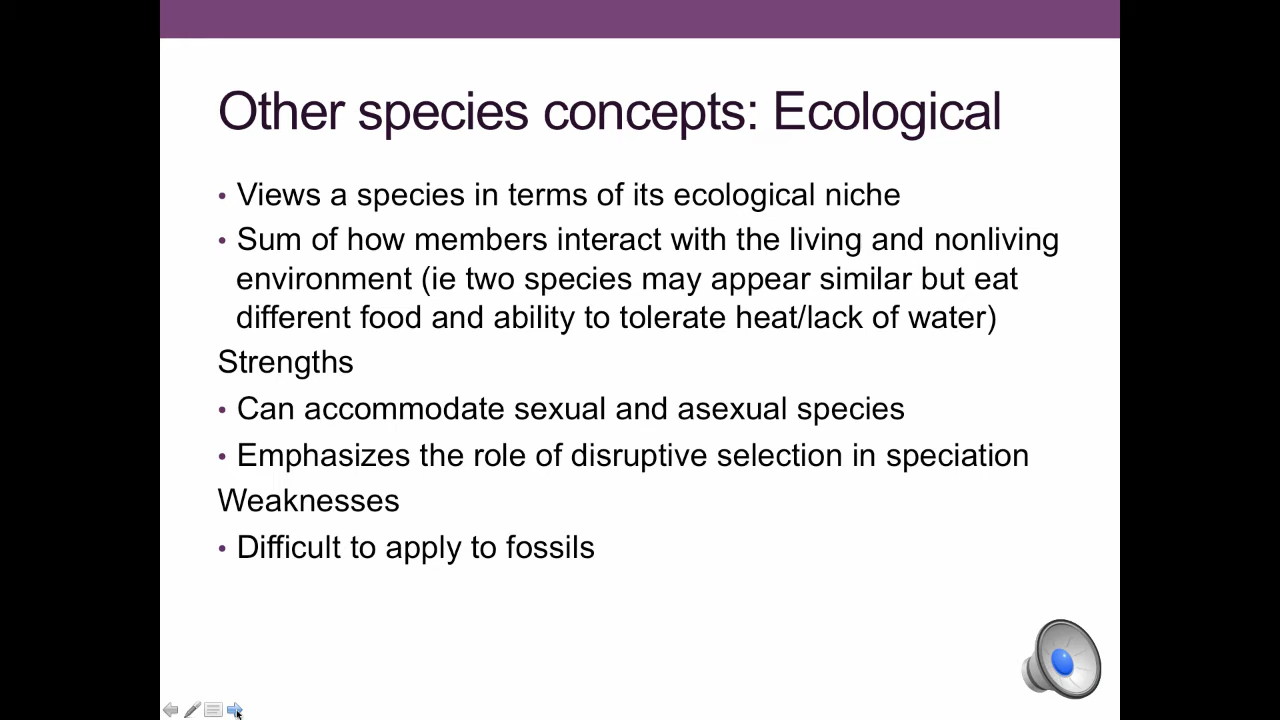 Other species concepts: Ecological
• Views a species in terms of its ecological niche
• Sum of how members interact with the living and nonliving
environment (ie two species may appear similar but eat
different food and ability to tolerate heat/lack of water)
Strengths
• Can accommodate sexual and asexual species
• Emphasizes the role of disruptive selection in speciation
Weaknesses
• Difficult to apply to fossils